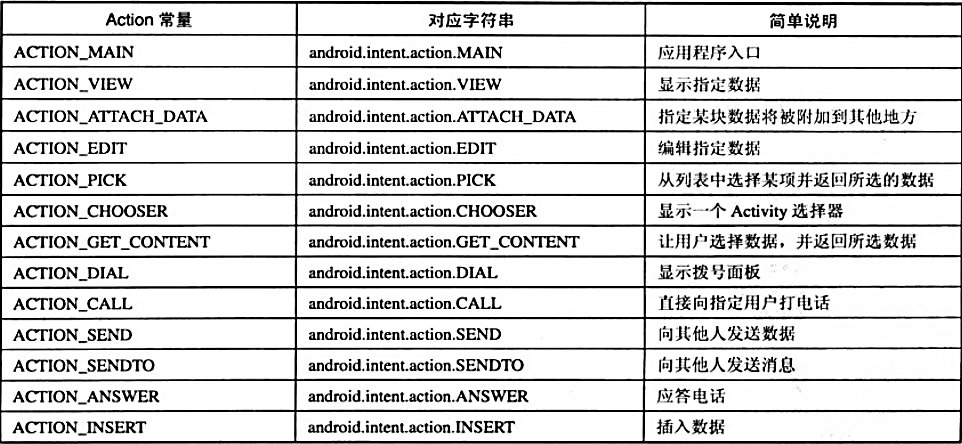 Action 常量 对应字符串 简单说明
ACTION_MAIN android.intent.action.MAIN 应用程序入口
ACTION_VIEW android.intent.action.VIEW 显示指定数据
ACTION_ATTACH_DATA android.intent.action.ATTACH_DATA 指定某块数据将被附加到其他地方
ACTION_EDIT android.intent.action.EDIT 编辑指定数据
ACTION_PICK android.intent.action.PICK 从列表中选择某项并返回所选的数据
ACTION_CHOOSER android.intent.action.CHOOSER 显示一个 Activity 选择器
ACTION_GET_CONTENT android.intent.action.GET_CONTENT 让用户选择数据，并返回所选数据
ACTION_DIAL android.intent.action.DIAL 显示拨号面板
ACTION_CALL android.intent.action.CALL 直接向指定用户打电话
ACTION_SEND android.intent.action.SEND 向其他人发送数据
ACTION_SENDTO android.intent.action.SENDTO 向其他人发送消息
ACTION_ANSWER android.intent.action.ANSWER 应答电话
ACTION_INSERT android.intent.action.INSERT 插入数据